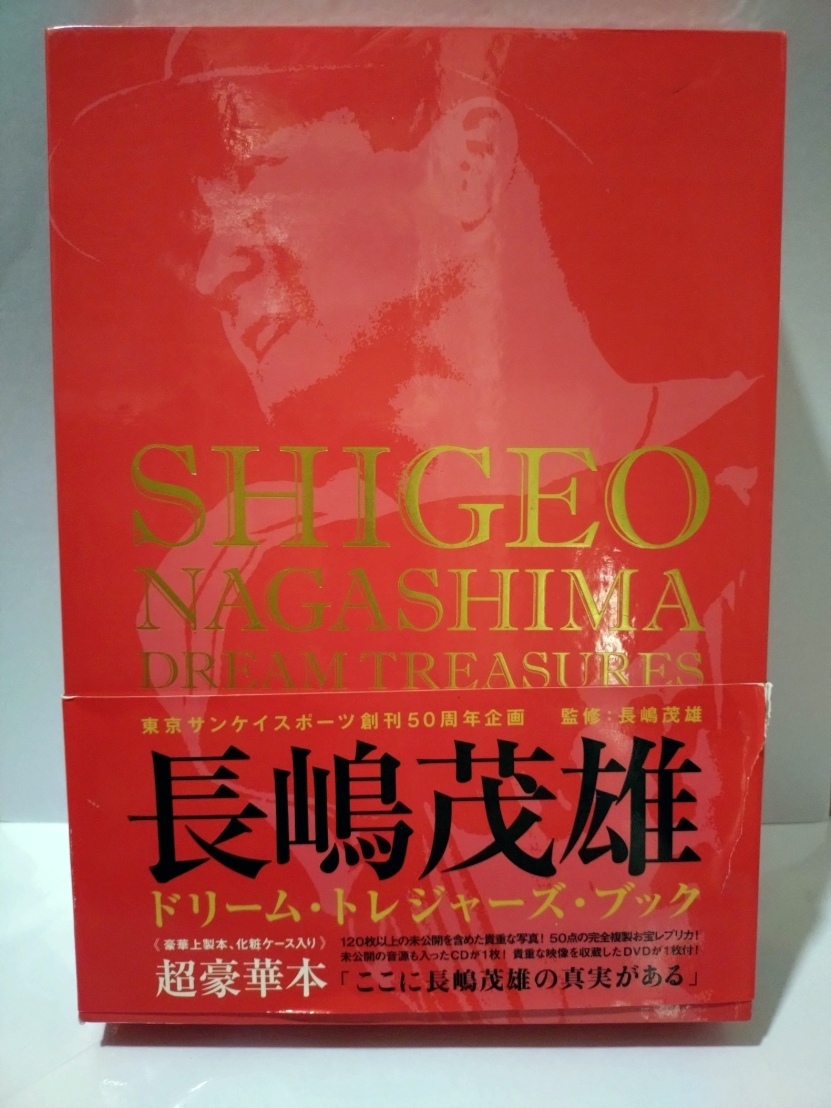 SHIGEO
NAGASHIMA
DREAM TREASURES
東京サンケイスポーツ創刊50周年企画 監修:長嶋茂雄
長嶋茂雄
ドリーム・トレジャーズ・ブック
《豪華上製本、化粧ケース入り》
超豪華本
120枚以上の未公開を含めた貴重な写真! 50点の完全複製お宝レプリカ!
未公開の音源も入ったCDが1枚! 貴重な映像を収載したDVDが1枚付!
「ここに長嶋茂雄の真実がある」